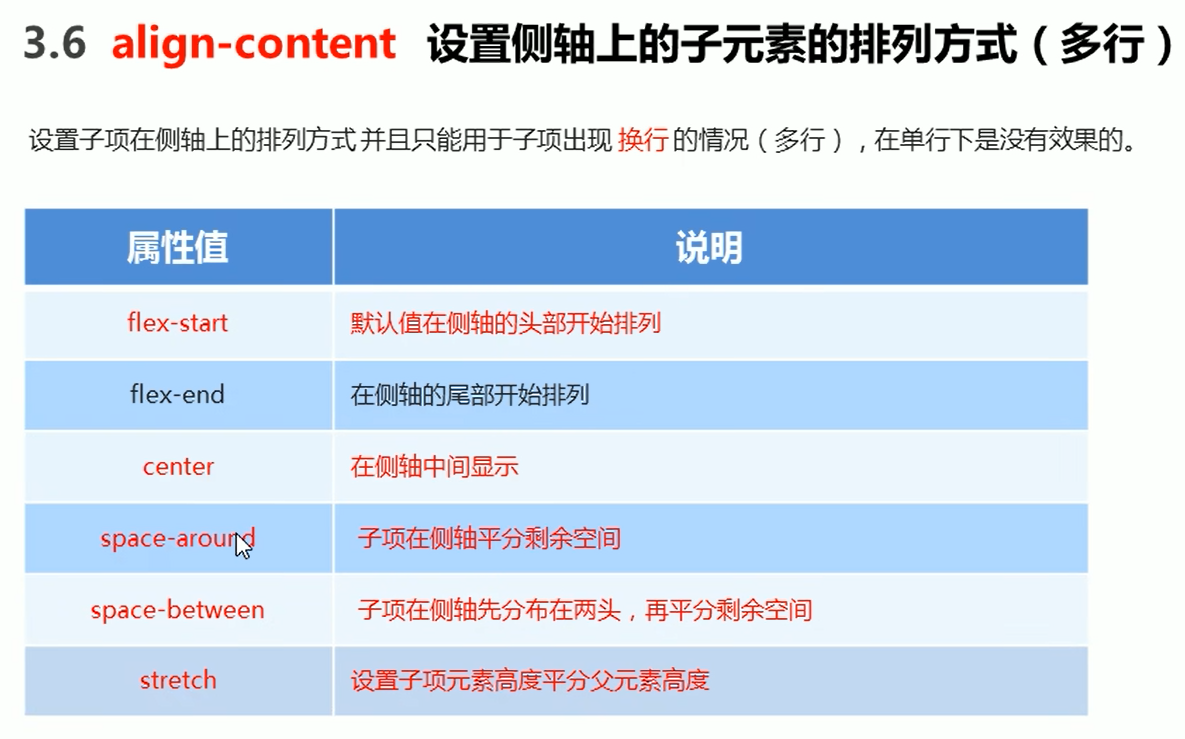 3.6 align-content 设置侧轴上的子元素的排列方式（多行）
设置子项在侧轴上的排列方式 并且只能用于子项出现 换行 的情况（多行），在单行下是没有效果的。
属性值 说明
flex-start 默认值在侧轴的头部开始排列
flex-end 在侧轴的尾部开始排列
center 在侧轴中间显示
space-around 子项在侧轴平分剩余空间
space-between 子项在侧轴先分布在两头，再平分剩余空间
stretch 设置子项元素高度平分父元素高度